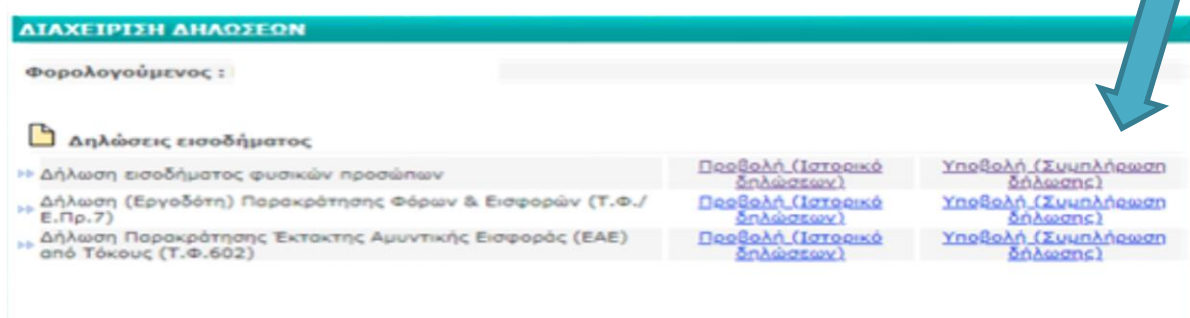 ΔΙΑΧΕΙΡΙΣΗ ΔΗΛΩΣΕΩΝ
Φορολογούμενος :
Δηλώσεις εισοδήματος
Δήλωση εισοδήματος φυσικών προσώπων
Προβολή (Ιστορικό
δηλώσεων)
Υποβολή (Συμπλήρωση
δήλωσης)
Δήλωση (Εργοδότη) Παρακράτησης Φόρων & Εισφορών (Τ.Φ./
Ε.Πρ.7)
Προβολή (Ιστορικό
δηλώσεων)
Υποβολή (Συμπλήρωση
δήλωσης)
Δήλωση Παρακράτησης Έκτακτης Αμυντικής Εισφοράς (ΕΑΕ)
από Τόκους (Τ.Φ.602)
Προβολή (Ιστορικό
δηλώσεων)
Υποβολή (Συμπλήρωση
δήλωσης)